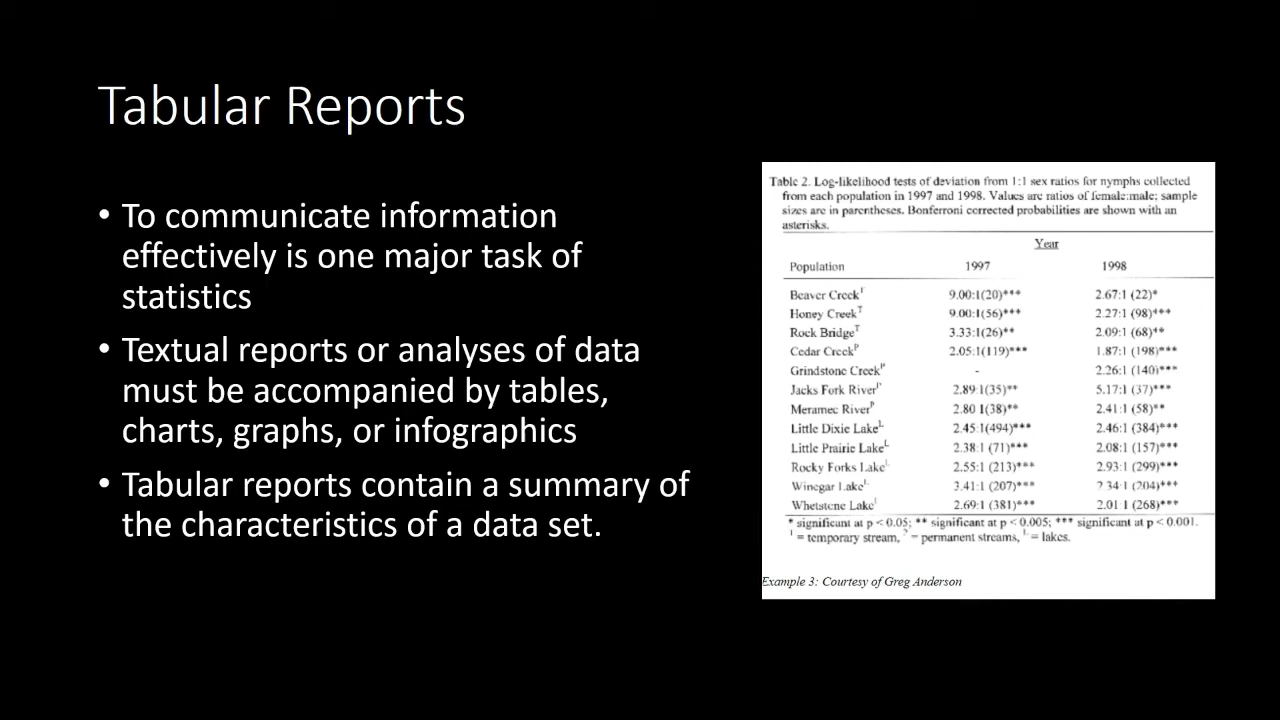 Tabular Reports
• To communicate information
effectively is one major task of
statistics
• Textual reports or analyses of data
must be accompanied by tables,
charts, graphs, or infographics
• Tabular reports contain a summary of
the characteristics of a data set.
Table 2. Log-likelihood tests of deviation from 1:1 sex ratios for nymphs collected
from each population in 1997 and 1998. Values are ratios of female:male; sample
sizes are in parentheses. Bonferroni corrected probabilities are shown with an
asterisks.
Year
Population 1997 1998
Beaver Creek^T 9.00:1(20)*** 2.67:1 (22)*
Honey Creek^T 9.00:1(56)*** 2.27:1 (98)***
Rock Bridge^T 3.33:1(26)** 2.09:1 (68)**
Cedar Creek^P 2.05:1(119)*** 1.87:1 (198)***
Grindstone Creek^P - 2.26:1 (140)***
Jacks Fork River^P 2.89:1(35)** 5.17:1 (37)***
Meramec River^P 2.80:1(38)** 2.41:1 (58)**
Little Dixie Lake^L 2.45:1(494)*** 2.46:1 (384)***
Little Prairie Lake^L 2.38:1 (71)*** 2.08:1 (157)***
Rocky Forks Lake^L 2.55:1 (213)*** 2.93:1 (299)***
Winegar Lake^L 3.41:1 (207)*** 2.34:1 (204)***
Whetstone Lake^L 2.69:1 (381)*** 2.01:1 (268)***
* significant at p < 0.05; ** significant at p < 0.005; *** significant at p < 0.001.
= temporary stream, = permanent streams, = lakes.
Example 3: Courtesy of Greg Anderson